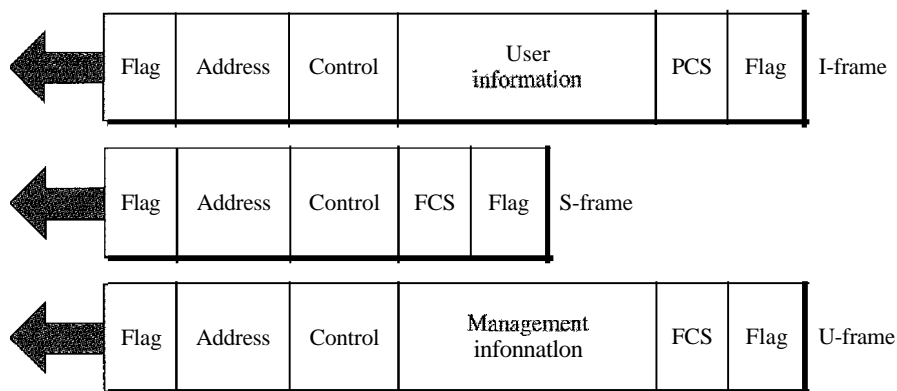 Flag Address Control User information PCS Flag I-frame
Flag Address Control FCS Flag S-frame
Flag Address Control Management infonnatlon FCS Flag U-frame